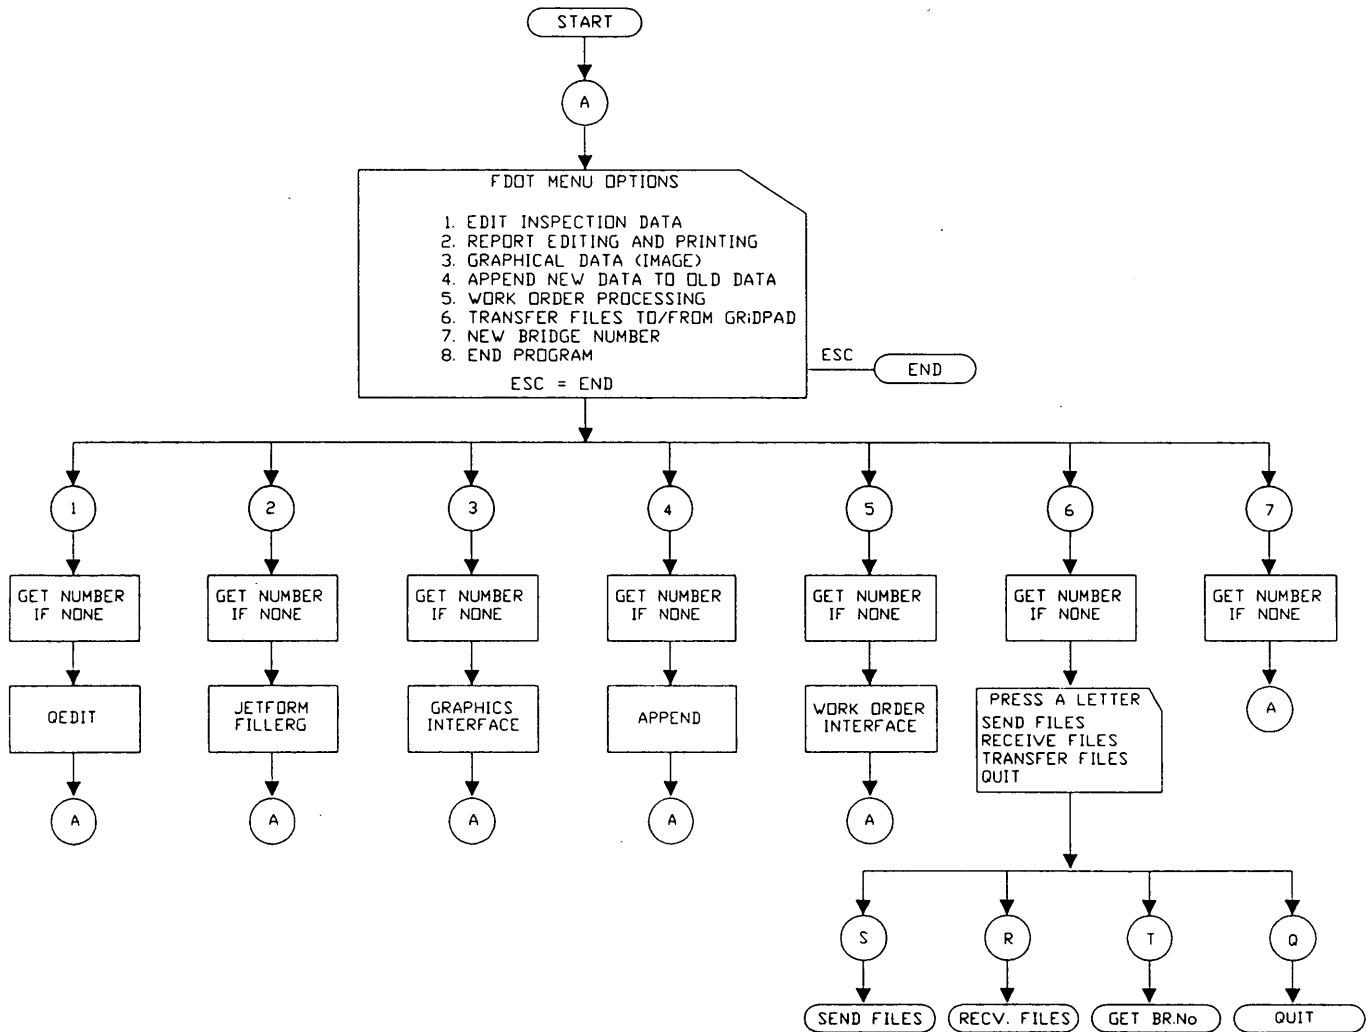 START
A
FDOT MENU OPTIONS
1. EDIT INSPECTION DATA
2. REPORT EDITING AND PRINTING
3. GRAPHICAL DATA (IMAGE)
4. APPEND NEW DATA TO OLD DATA
5. WORK ORDER PROCESSING
6. TRANSFER FILES TO/FROM GRiDPAD
7. NEW BRIDGE NUMBER
8. END PROGRAM
ESC = END
ESC
END
1
2
3
4
5
6
7
GET NUMBER
IF NONE
GET NUMBER
IF NONE
GET NUMBER
IF NONE
GET NUMBER
IF NONE
GET NUMBER
IF NONE
GET NUMBER
IF NONE
GET NUMBER
IF NONE
QEDIT
JETFORM
FILLERG
GRAPHICS
INTERFACE
APPEND
WORK ORDER
INTERFACE
PRESS A LETTER
SEND FILES
RECEIVE FILES
TRANSFER FILES
QUIT
A
A
A
A
A
A
S
R
T
Q
SEND FILES
RECV. FILES
GET BR.No
QUIT